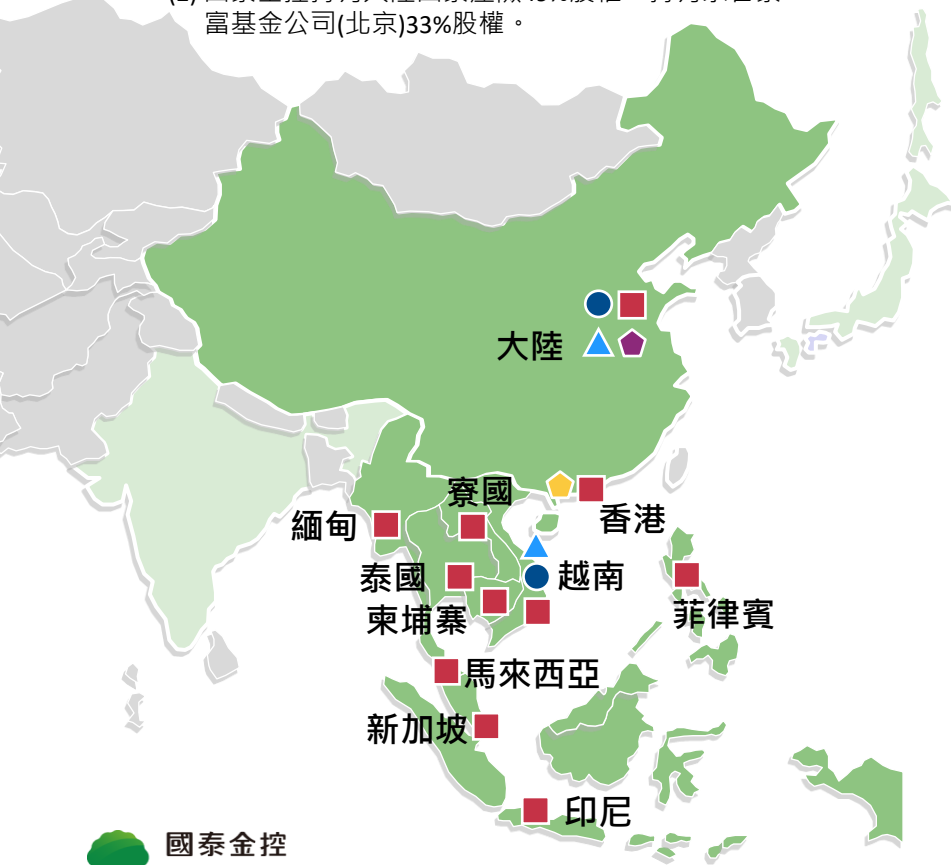 富基金公司(北京)33%股權。
大陸
寮國
香港
緬甸
泰國
越南
柬埔寨
菲律賓
馬來西亞
新加坡
印尼
國泰金控